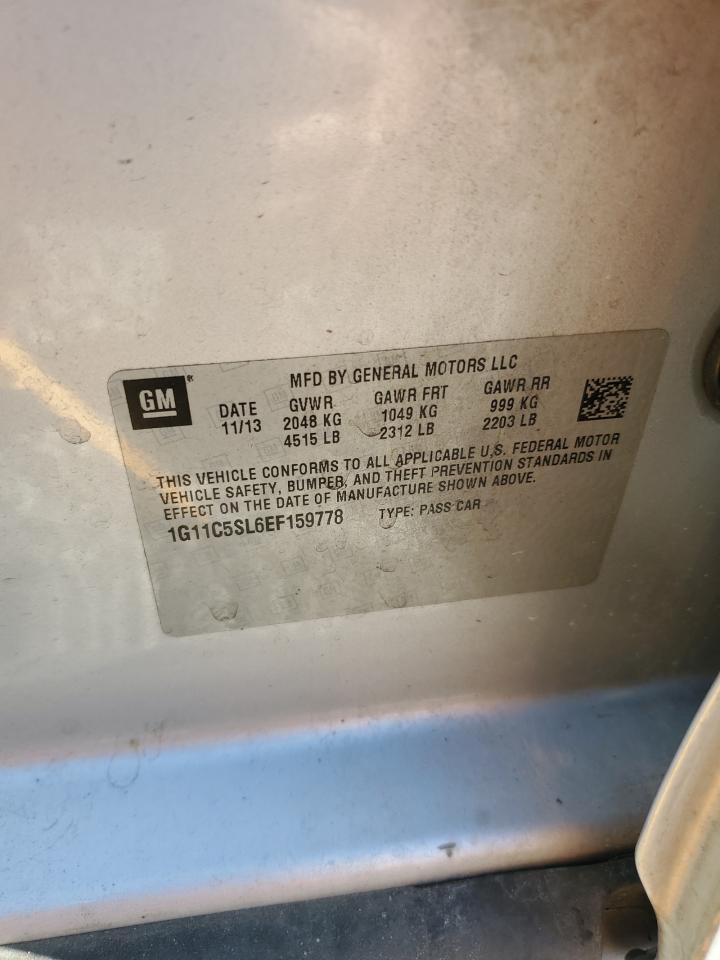 GM
MFD BY GENERAL MOTORS LLC
DATE GVWR GAWR FRT GAWR RR
11/13 2048 KG 1049 KG 999 KG
4515 LB 2312 LB 2203 LB
THIS VEHICLE CONFORMS TO ALL APPLICABLE U.S. FEDERAL MOTOR
VEHICLE SAFETY, BUMPER, AND THEFT PREVENTION STANDARDS IN
EFFECT ON THE DATE OF MANUFACTURE SHOWN ABOVE.
1G11C5SL6EF159778 TYPE: PASS CAR